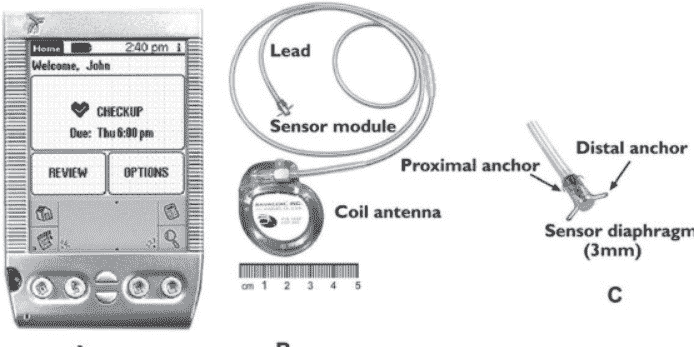 Home 2:40 pm i
Welcome, John
CHECKUP
Due: Thu 6:00 pm
REVIEW OPTIONS
Lead
Sensor module
Coil antenna
cm 1 2 3 4 5
Proximal anchor
Distal anchor
Sensor diaphragm
(3mm)
C